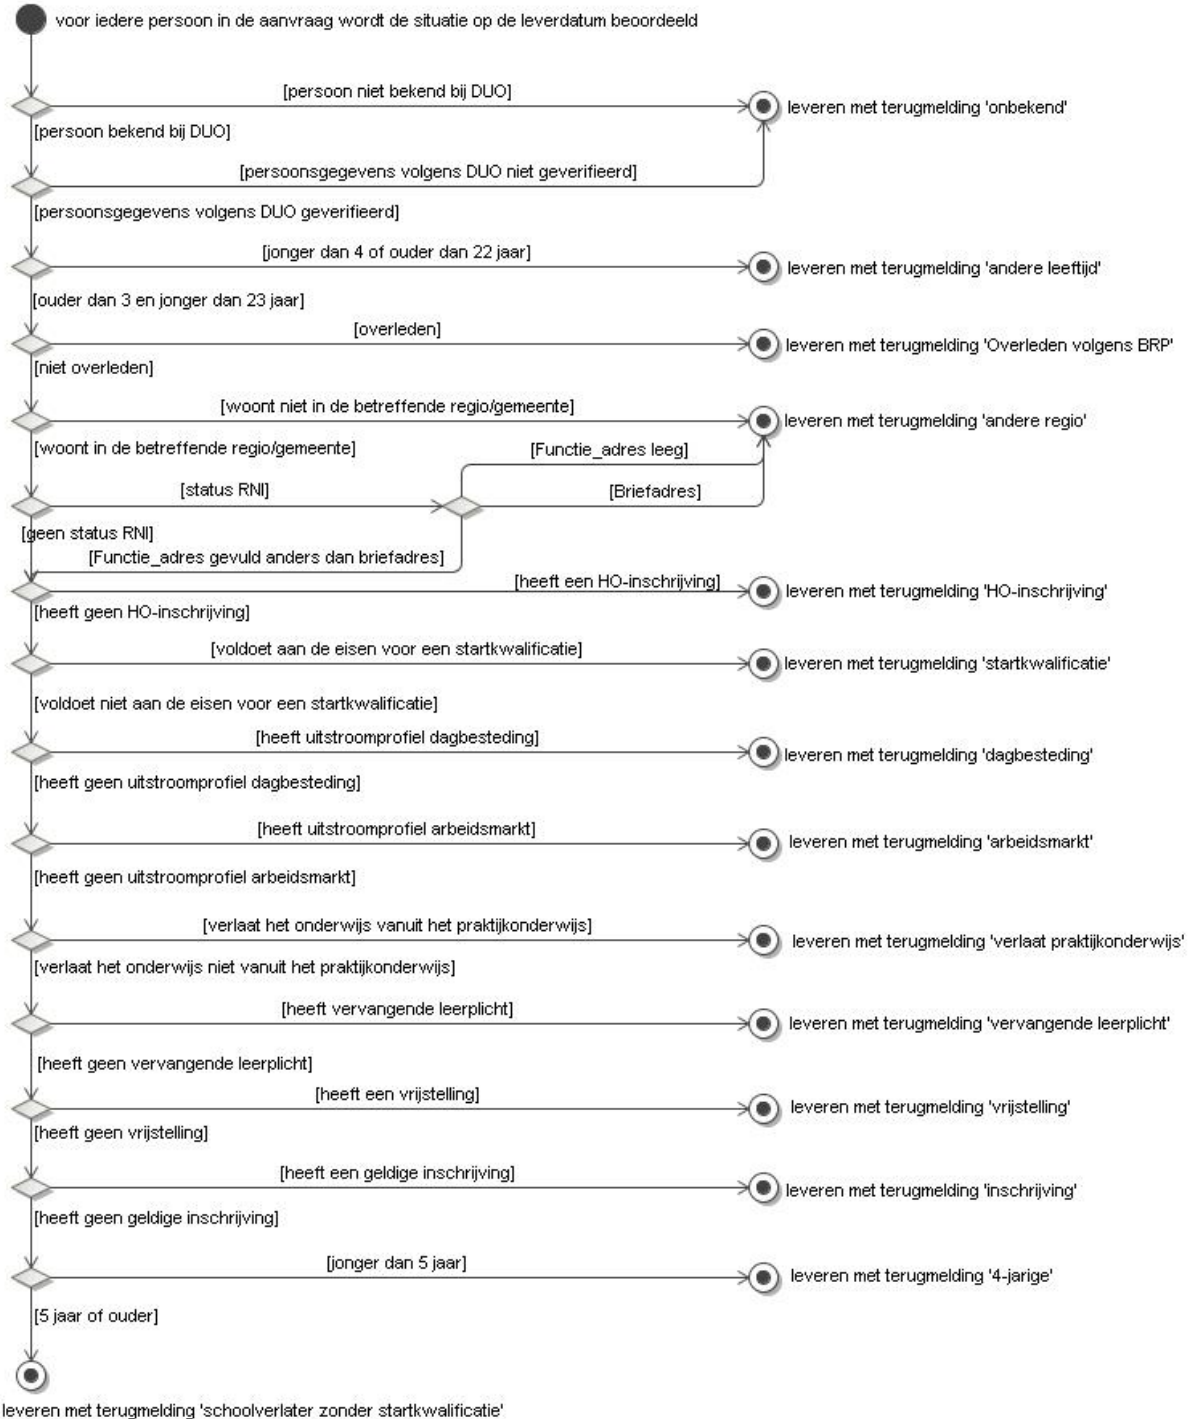 voor iedere persoon in de aanvraag wordt de situatie op de leverdatum beoordeeld
[persoon niet bekend bij DUO]
leveren met terugmelding 'onbekend'
[persoon bekend bij DUO]
[persoonsgegevens volgens DUO niet geverifieerd]
[persoonsgegevens volgens DUO geverifieerd]
[jonger dan 4 of ouder dan 22 jaar]
leveren met terugmelding 'andere leeftijd'
[ouder dan 3 en jonger dan 23 jaar]
[overleden]
leveren met terugmelding 'Overleden volgens BRP'
[niet overleden]
[woont niet in de betreffende regio/gemeente]
leveren met terugmelding 'andere regio'
[woont in de betreffende regio/gemeente]
[Functie_adres leeg]
[status RNI]
[Briefadres]
[geen status RNI]
[Functie_adres gevuld anders dan briefadres]
[heeft een HO-inschrijving]
leveren met terugmelding 'HO-inschrijving'
[heeft geen HO-inschrijving]
[voldoet aan de eisen voor een startkwalificatie]
leveren met terugmelding 'startkwalificatie'
[voldoet niet aan de eisen voor een startkwalificatie]
[heeft uitstroomprofiel dagbesteding]
leveren met terugmelding 'dagbesteding'
[heeft geen uitstroomprofiel dagbesteding]
[heeft uitstroomprofiel arbeidsmarkt]
leveren met terugmelding 'arbeidsmarkt'
[heeft geen uitstroomprofiel arbeidsmarkt]
[verlaat het onderwijs vanuit het praktijkonderwijs]
leveren met terugmelding 'verlaat praktijkonderwijs'
[verlaat het onderwijs niet vanuit het praktijkonderwijs]
[heeft vervangende leerplicht]
leveren met terugmelding 'vervangende leerplicht'
[heeft geen vervangende leerplicht]
[heeft een vrijstelling]
leveren met terugmelding 'vrijstelling'
[heeft geen vrijstelling]
[heeft een geldige inschrijving]
leveren met terugmelding 'inschrijving'
[heeft geen geldige inschrijving]
[jonger dan 5 jaar]
leveren met terugmelding '4-jarige'
[5 jaar of ouder]
leveren met terugmelding 'schoolverlater zonder startkwalificatie'